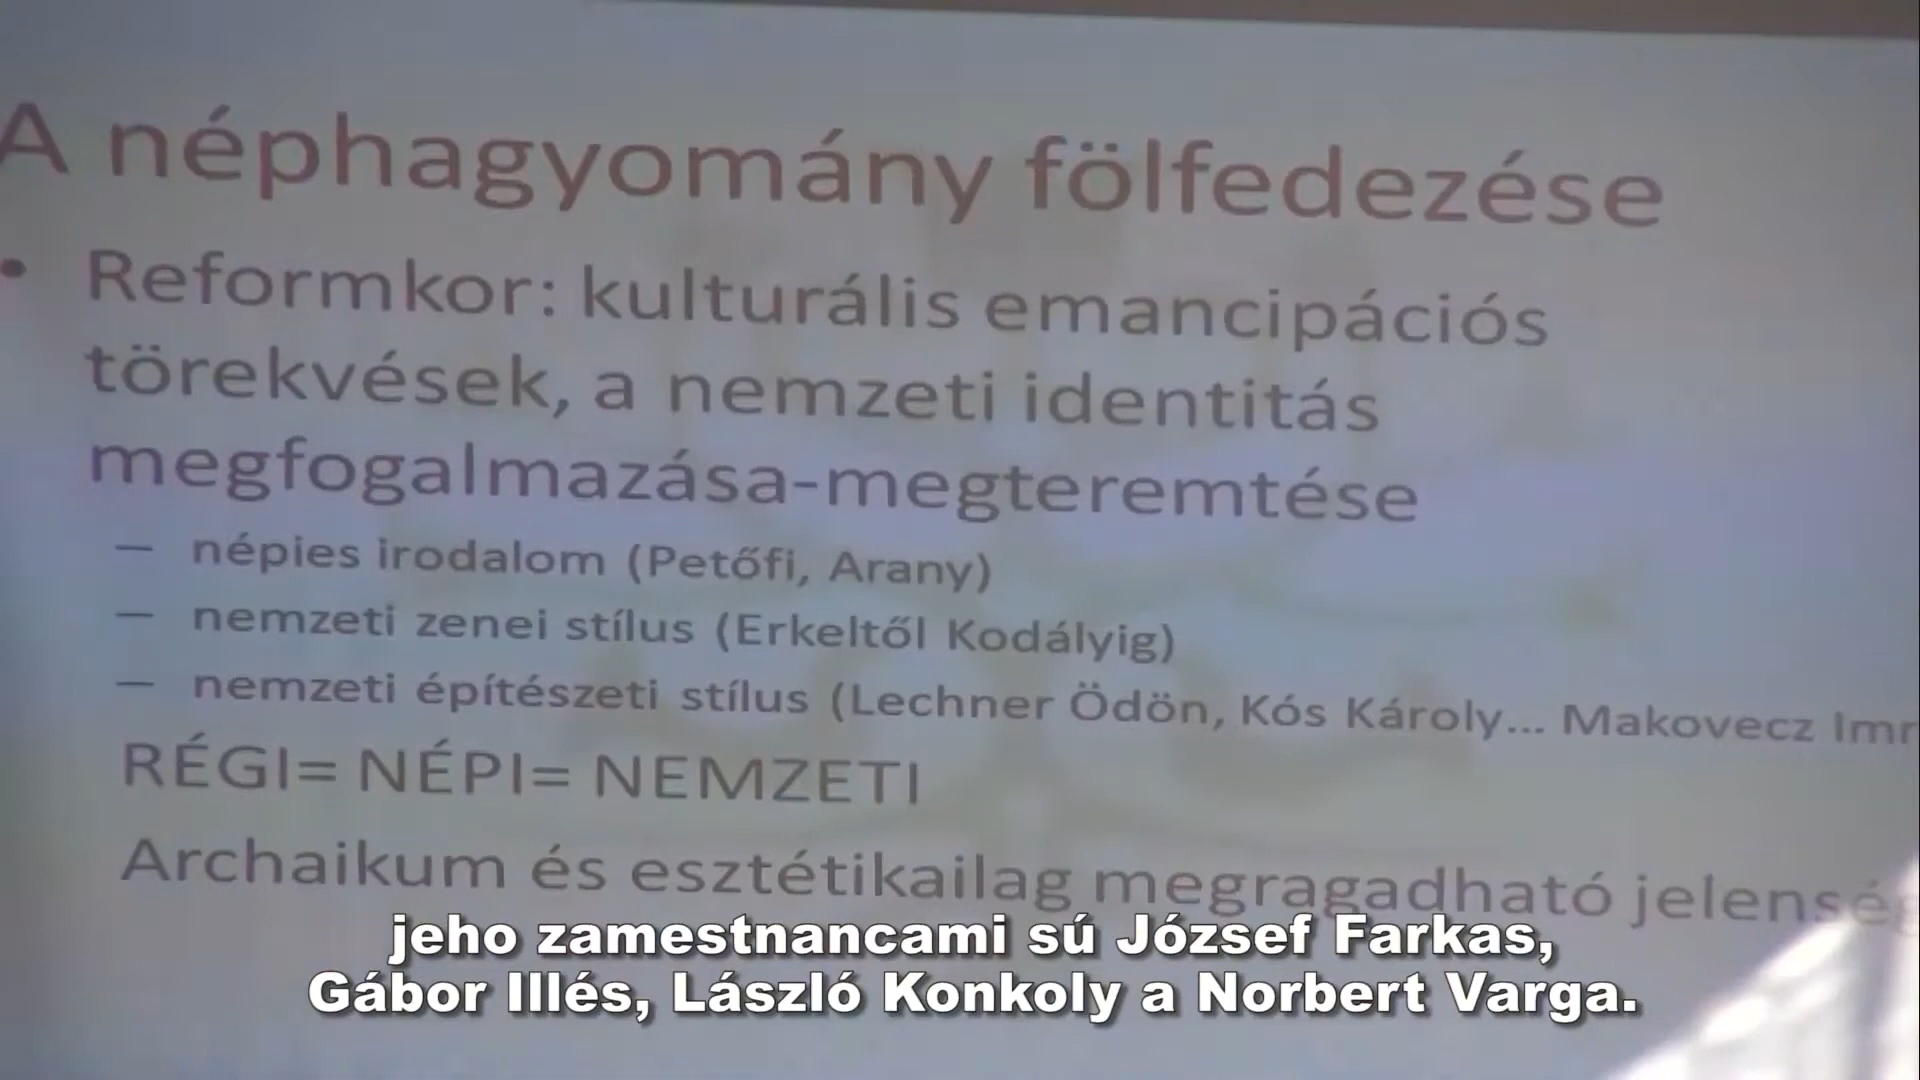 A néphagyomány fölfedezése
• Reformkor: kulturális emancipációs
törekvések, a nemzeti identitás
megfogalmazása-megteremtése
— népies irodalom (Petőfi, Arany)
— nemzeti zenei stílus (Erkeltől Kodályig)
— nemzeti építészeti stílus (Lechner Ödön, Kós Károly... Makovecz Imr
RÉGI= NÉPI= NEMZETI
Archaikum és esztétikailag megragadható
jeho zamestnancami sú József Farkas,
Gábor Illés, László Konkoly a Norbert Varga.